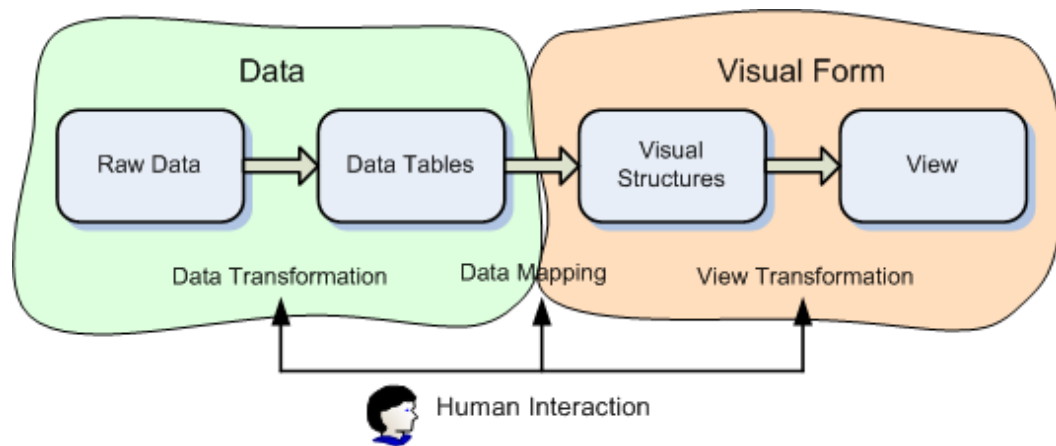 Data
Visual Form
Raw Data
Data Tables
Visual
Structures
View
Data Transformation
Data Mapping
View Transformation
Human Interaction